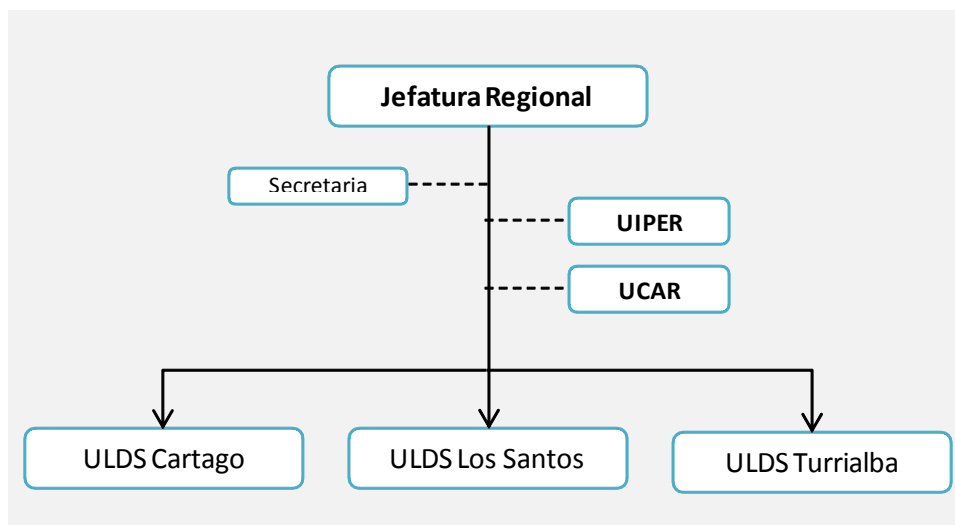 Jefatura Regional
Secretaria
UIPER
UCAR
ULDS Cartago
ULDS Los Santos
ULDS Turrialba